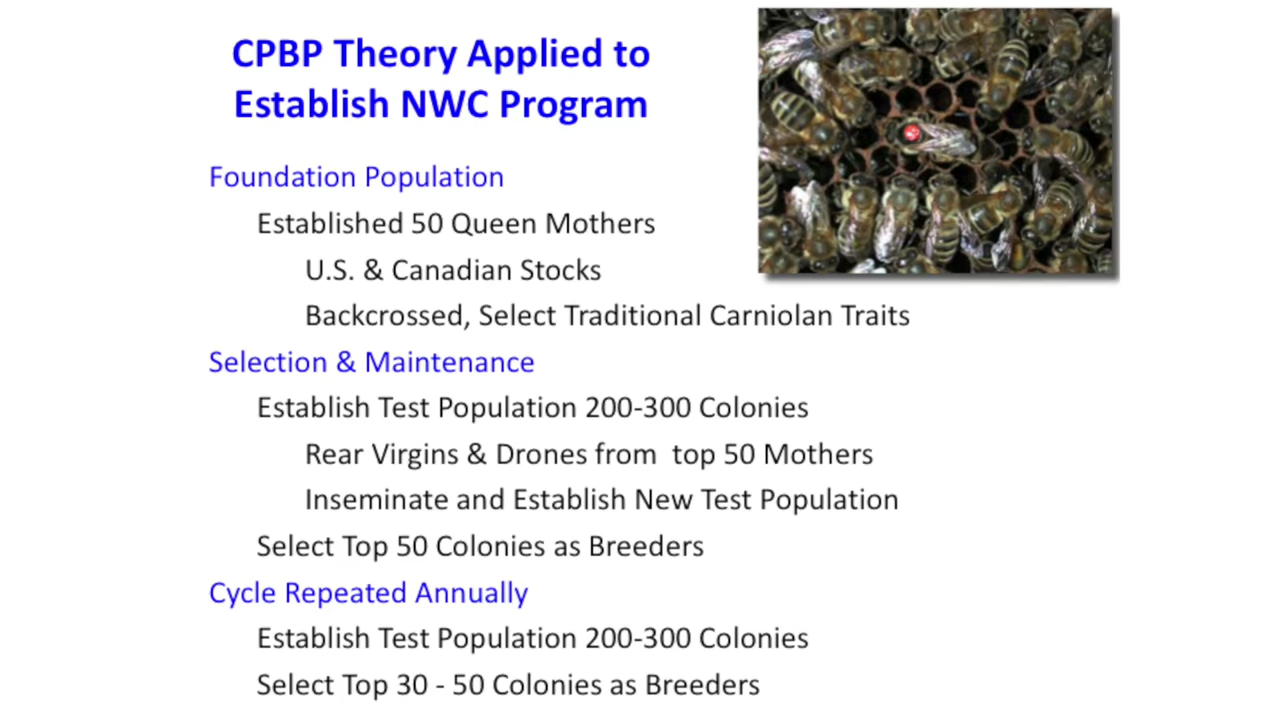 CPBP Theory Applied to
Establish NWC Program
Foundation Population
Established 50 Queen Mothers
U.S. & Canadian Stocks
Backcrossed, Select Traditional Carniolan Traits
Selection & Maintenance
Establish Test Population 200-300 Colonies
Rear Virgins & Drones from  top 50 Mothers
Inseminate and Establish New Test Population
Select Top 50 Colonies as Breeders
Cycle Repeated Annually
Establish Test Population 200-300 Colonies
Select Top 30 - 50 Colonies as Breeders